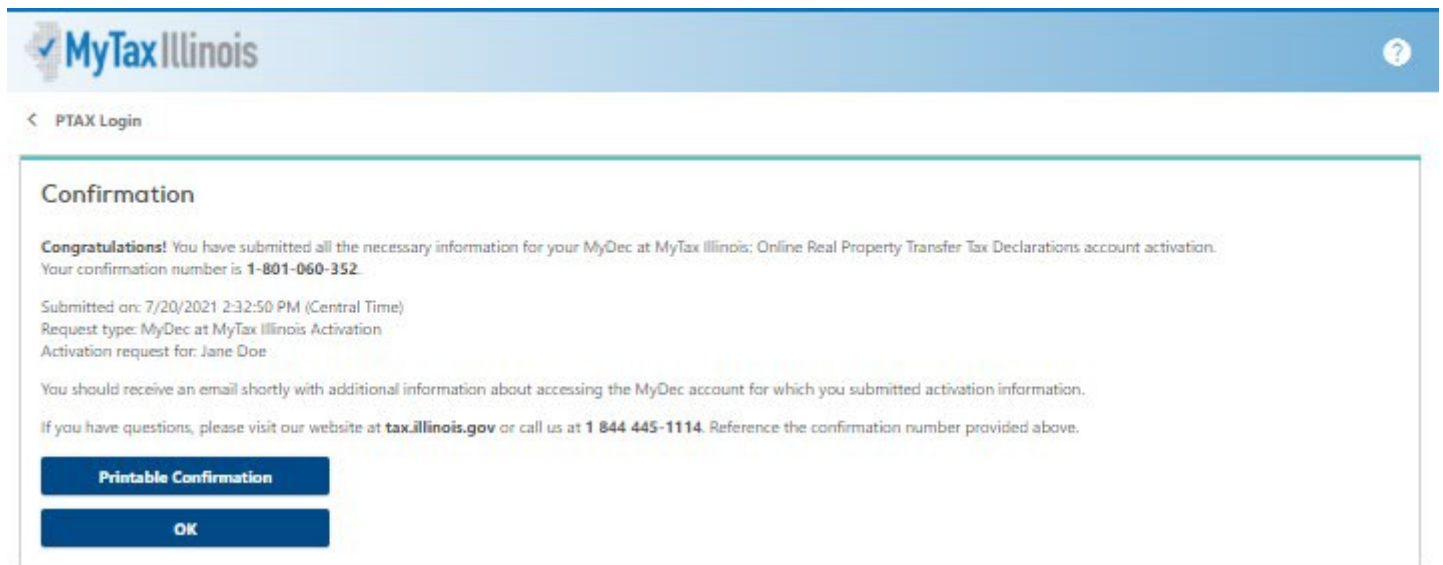 MyTax Illinois
?
< PTAX Login
Confirmation
Congratulations! You have submitted all the necessary information for your MyDec at MyTax Illinois: Online Real Property Transfer Tax Declarations account activation.
Your confirmation number is 1-801-060-352.
Submitted on: 7/20/2021 2:32:50 PM (Central Time)
Request type: MyDec at MyTax Illinois Activation
Activation request for: Jane Doe
You should receive an email shortly with additional information about accessing the MyDec account for which you submitted activation information.
If you have questions, please visit our website at tax.illinois.gov or call us at 1 844 445-1114. Reference the confirmation number provided above.
Printable Confirmation
OK